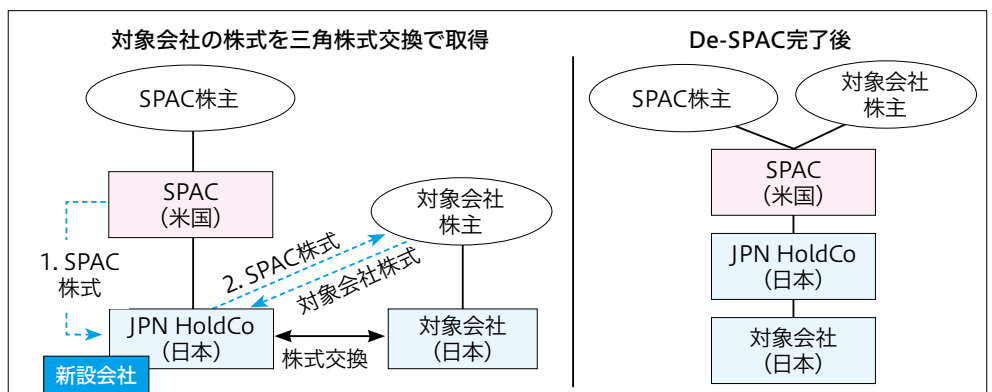 対象会社の株式を三角株式交換で取得
SPAC株主
SPAC
（米国）
対象会社
株主
1. SPAC
株式
2. SPAC株式
対象会社株式
JPN HoldCo
（日本）
株式交換
対象会社
（日本）
新設会社
De-SPAC完了後
SPAC株主
対象会社
株主
SPAC
（米国）
JPN HoldCo
（日本）
対象会社
（日本）